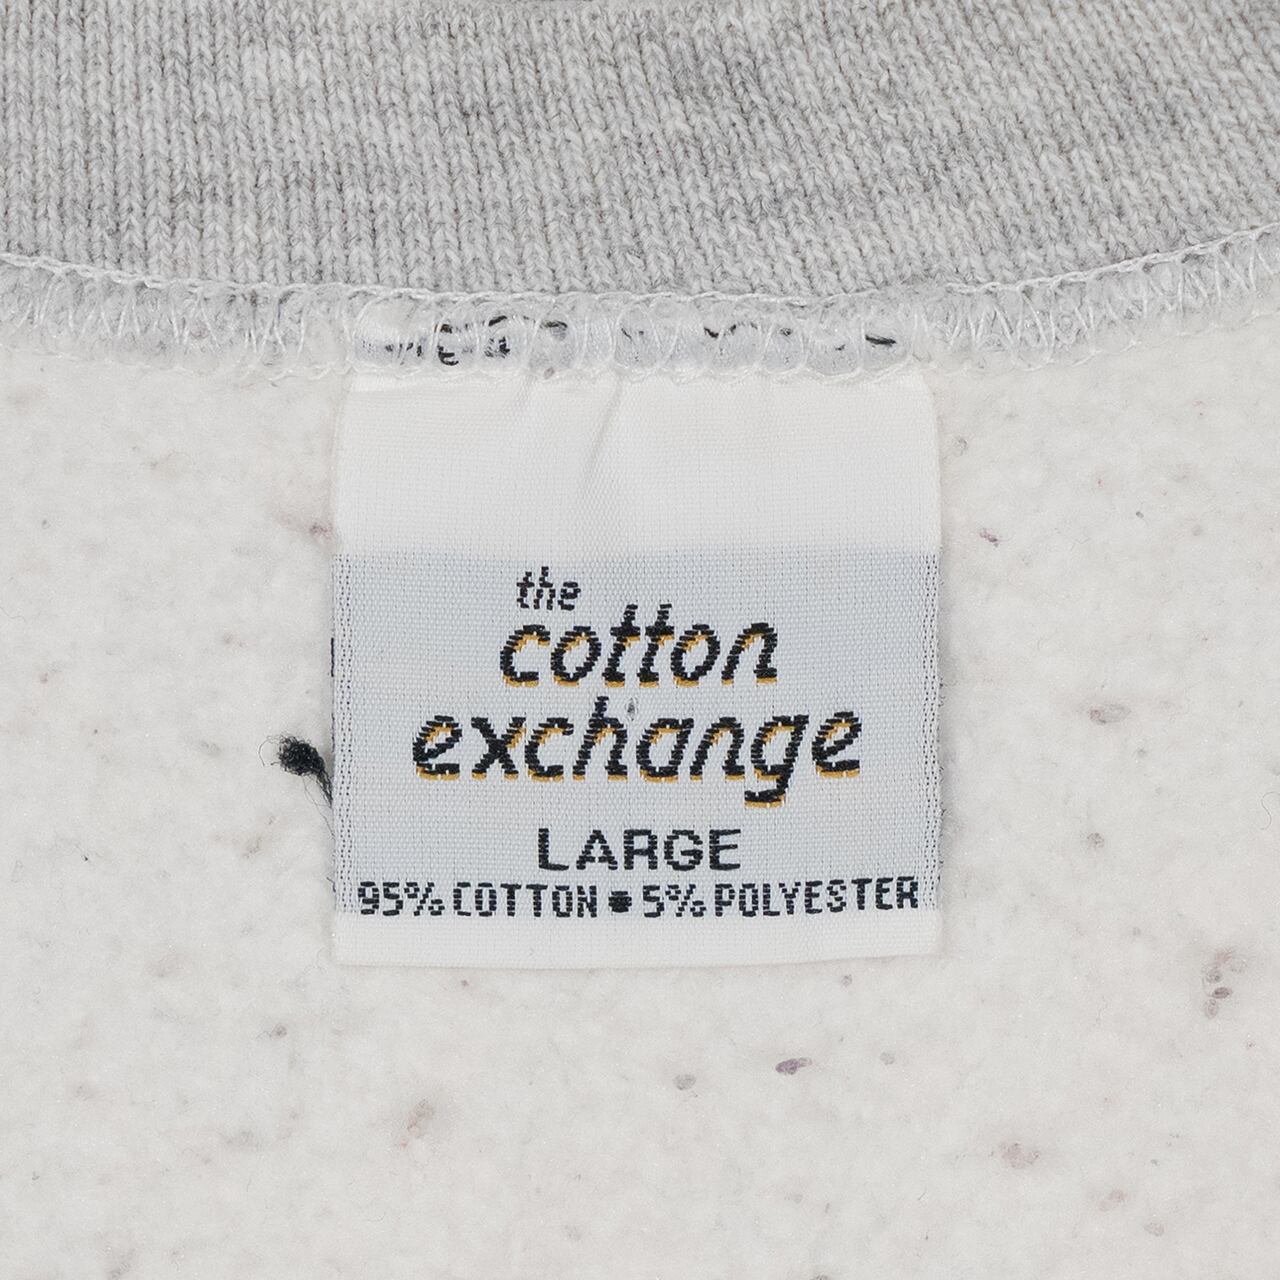 the
cotton
exchange
LARGE
95% COTTON • 5% POLYESTER